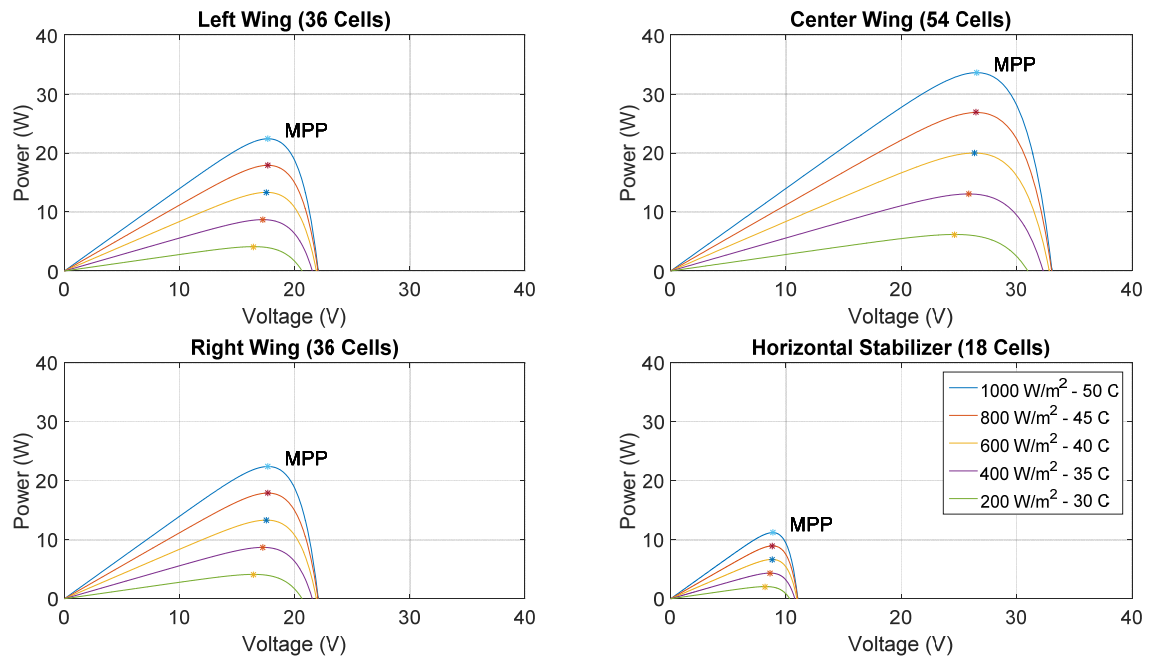 Left Wing (36 Cells)
40
30
20
10
0
Power (W)
MPP
0 10 20 30 40
Voltage (V)
Center Wing (54 Cells)
40
30
20
10
0
Power (W)
MPP
0 10 20 30 40
Voltage (V)
Right Wing (36 Cells)
40
30
20
10
0
Power (W)
MPP
0 10 20 30 40
Voltage (V)
Horizontal Stabilizer (18 Cells)
40
30
20
10
0
Power (W)
MPP
1000 W/m² - 50 C
800 W/m² - 45 C
600 W/m² - 40 C
400 W/m² - 35 C
200 W/m² - 30 C
0 10 20 30 40
Voltage (V)